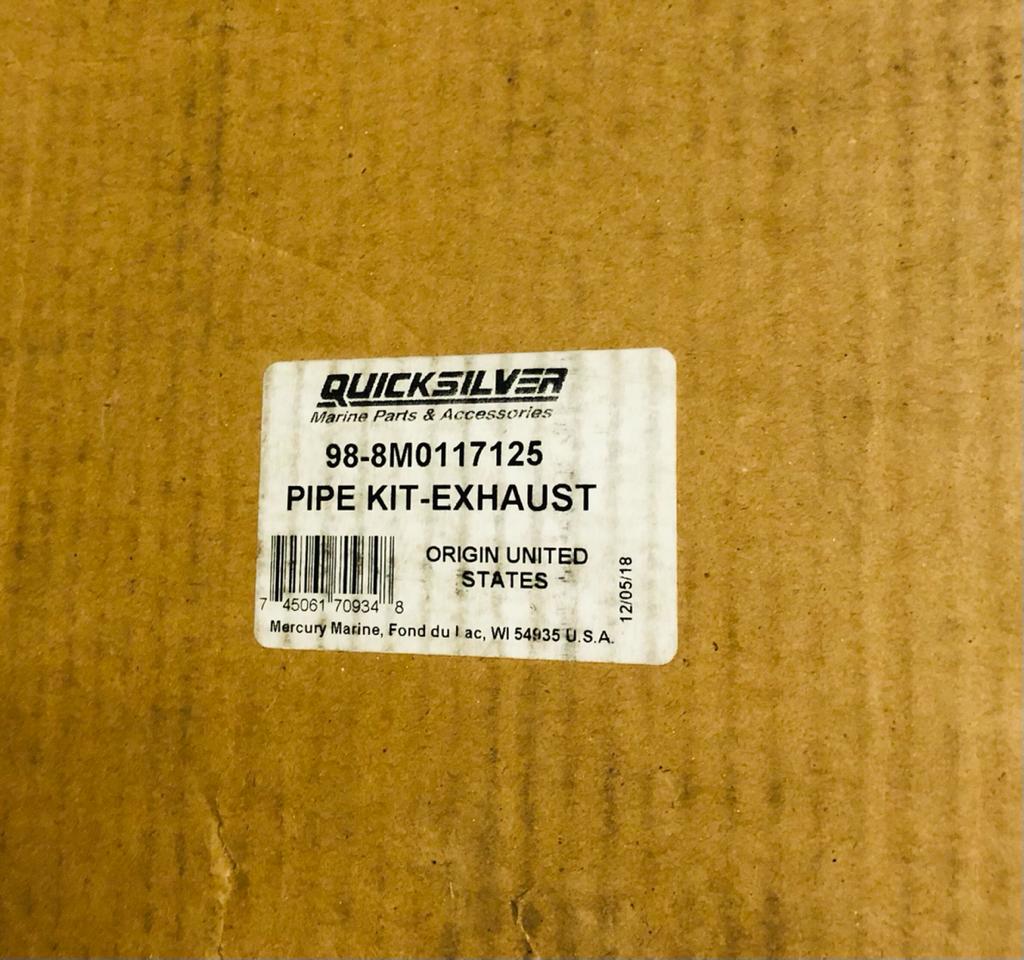 QUICKSILVER
Marine Parts & Accessories
98-8M0117125
PIPE KIT-EXHAUST
ORIGIN UNITED
STATES
12/05/18
7 45061 70934 8
Mercury Marine, Fond du Lac, WI 54935 U.S.A.